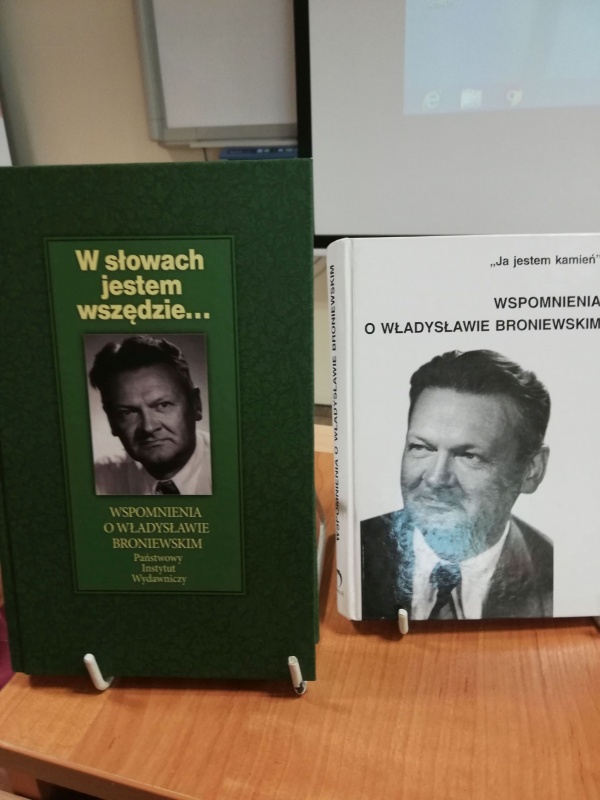 W słowach
jestem
wszędzie...
WSPOMNIENIA
O WŁADYSŁAWIE
BRONIEWSKIM
Państwowy
Instytut
Wydawniczy
WSPOMNIENIA O WŁADYSŁAWIE BRONIEWSKIM
„Ja jestem kamień"
WSPOMNIENIA
O WŁADYSŁAWIE BRONIEWSKIM